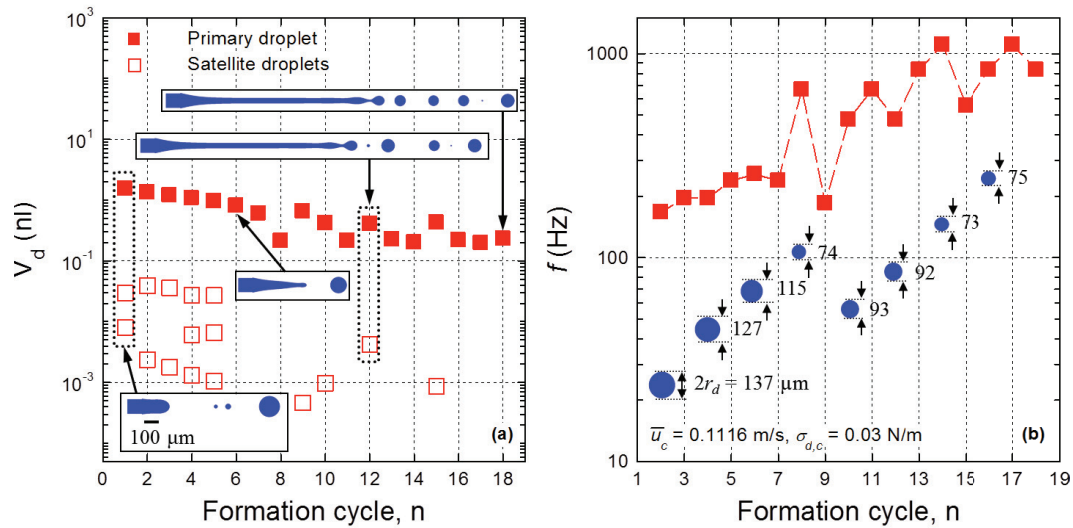 10³
10²
10¹
10⁻¹
10⁻³
V_d (nl)
Primary droplet
Satellite droplets
100 µm
(a)
0 2 4 6 8 10 12 14 16 18
Formation cycle, n
1000
100
10
f (Hz)
75
73
74
92
115
93
127
2r_d = 137 µm
ū_c = 0.1116 m/s, σ_d,c, = 0.03 N/m
(b)
1 3 5 7 9 11 13 15 17 19
Formation cycle, n